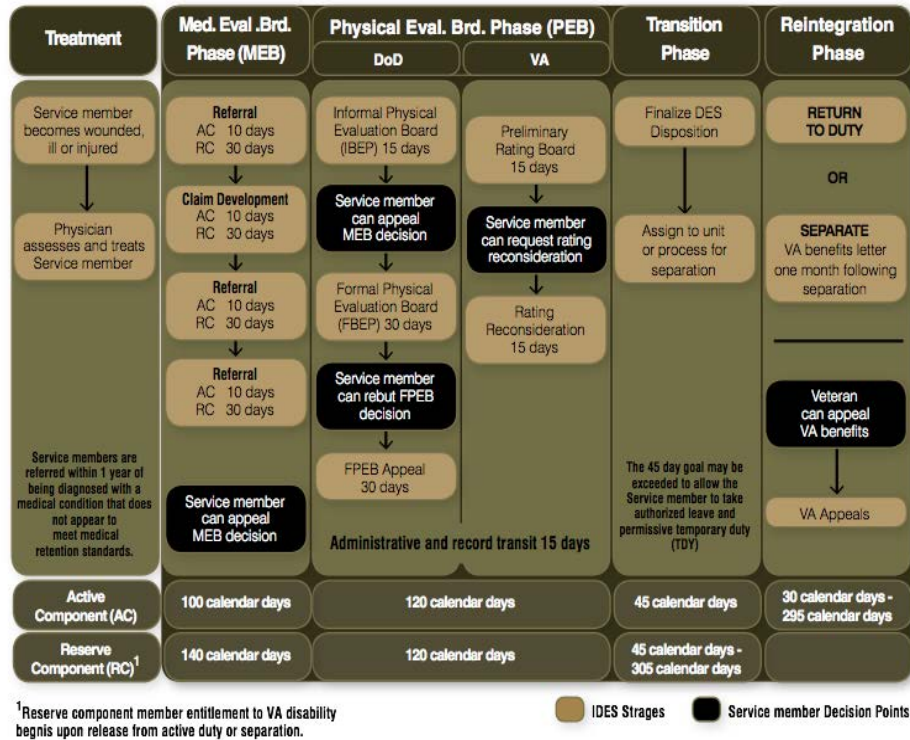 Treatment
Med. Eval .Brd.
Phase (MEB)
Physical Eval. Brd. Phase (PEB)
DoD
VA
Transition
Phase
Reintegration
Phase
Service member
becomes wounded,
ill or injured
Physician
assesses and treats
Service member
Service members are
referred within 1 year of
being diagnosed with a
medical condition that does
not appear to
meet medical
retention standards.
Referral
AC 10 days
RC 30 days
Claim Development
AC 10 days
RC 30 days
Referral
AC 10 days
RC 30 days
Referral
AC 10 days
RC 30 days
Service member
can appeal
MEB decision
Informal Physical
Evaluation Board
(IBEP) 15 days
Service member
can appeal
MEB decision
Formal Physical
Evaluation Board
(FBEP) 30 days
Service member
can rebut FPEB
decision
FPEB Appeal
30 days
Preliminary
Rating Board
15 days
Service member
can request rating
reconsideration
Rating
Reconsideration
15 days
Administrative and record transit 15 days
Finalize DES
Disposition
Assign to unit
or process for
separation
The 45 day goal may be
exceeded to allow the
Service member to take
authorized leave and
permissive temporary duty
(TDY)
RETURN
TO DUTY
OR
SEPARATE
VA benefits letter
one month following
separation
Veteran
can appeal
VA benefits
VA Appeals
Active
Component (AC)
100 calendar days
120 calendar days
45 calendar days
30 calendar days -
295 calendar days
Reserve
Component (RC)1
140 calendar days
120 calendar days
45 calendar days -
305 calendar days
1Reserve component member entitlement to VA disability
begnis upon release from active duty or separation.
IDES Strages
Service member Decision Points